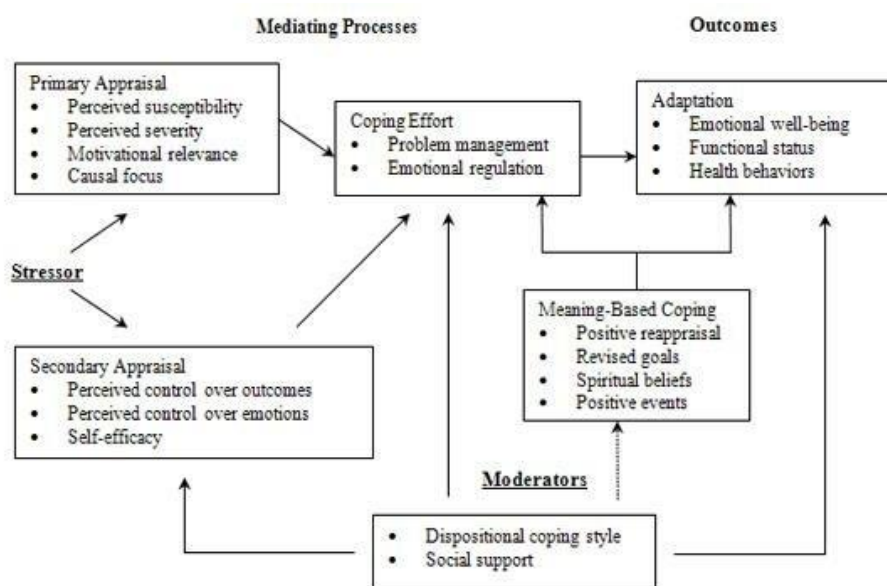 Mediating Processes
Outcomes
Primary Appraisal
• Perceived susceptibility
• Perceived severity
• Motivational relevance
• Causal focus
Coping Effort
• Problem management
• Emotional regulation
Adaptation
• Emotional well-being
• Functional status
• Health behaviors
Stressor
Meaning-Based Coping
• Positive reappraisal
• Revised goals
• Spiritual beliefs
• Positive events
Secondary Appraisal
• Perceived control over outcomes
• Perceived control over emotions
• Self-efficacy
Moderators
• Dispositional coping style
• Social support